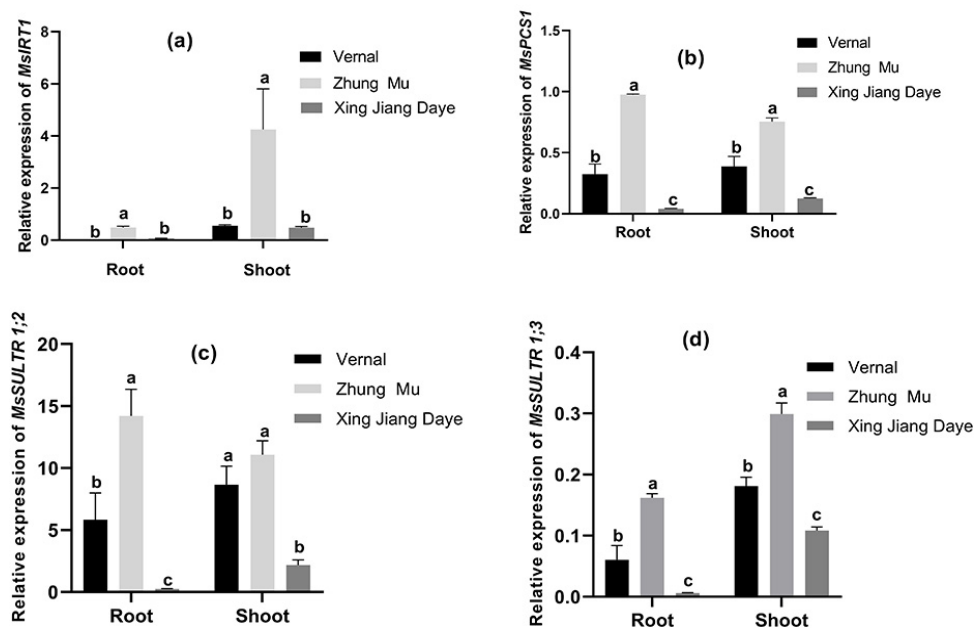 (a)
Relative expression of MsIRT1
8
6
4
2
0
Vernal
Zhung Mu
Xing Jiang Daye
b
a
b
b
a
b
Root
Shoot
(b)
Relative expression of MsPCS1
1.5
1.0
0.5
0.0
Vernal
Zhung Mu
Xing Jiang Daye
b
a
c
b
a
c
Root
Shoot
(c)
Relative expression of MsSULTR 1;2
20
15
10
5
0
Vernal
Zhung Mu
Xing Jiang Daye
b
a
c
a
a
b
Root
Shoot
(d)
Relative expression of MsSULTR 1;3
0.4
0.3
0.2
0.1
0.0
Vernal
Zhung Mu
Xing Jiang Daye
b
a
c
b
a
c
Root
Shoot